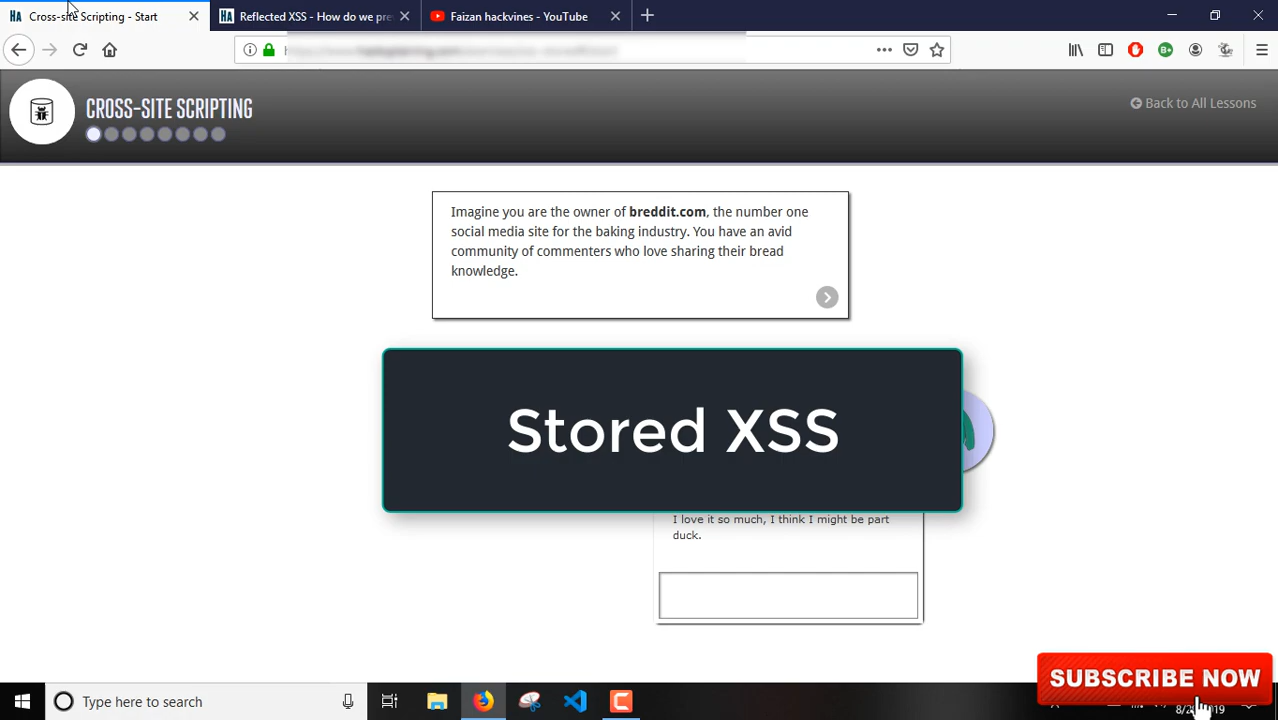 Cross-site Scripting - Start
Reflected XSS - How do we pre
Faizan hackvines - YouTube
CROSS-SITE SCRIPTING
Back to All Lessons
Imagine you are the owner of breddit.com, the number one
social media site for the baking industry. You have an avid
community of commenters who love sharing their bread
knowledge.
Stored XSS
I love it so much, I think I might be part
duck.
SUBSCRIBE NOW
Type here to search